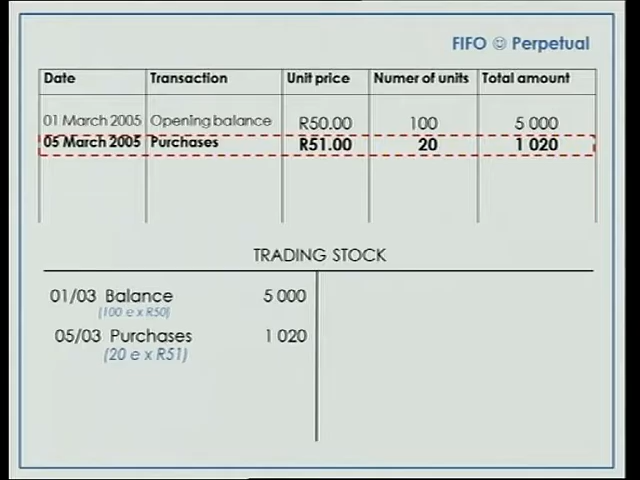 FIFO ☺ Perpetual
Date Transaction Unit price Numer of units Total amount
01 March 2005 Opening balance R50.00 100 5 000
05 March 2005 Purchases R51.00 20 1 020
TRADING STOCK
01/03 Balance 5 000
(100 e x R50)
05/03 Purchases 1 020
(20 e x R51)